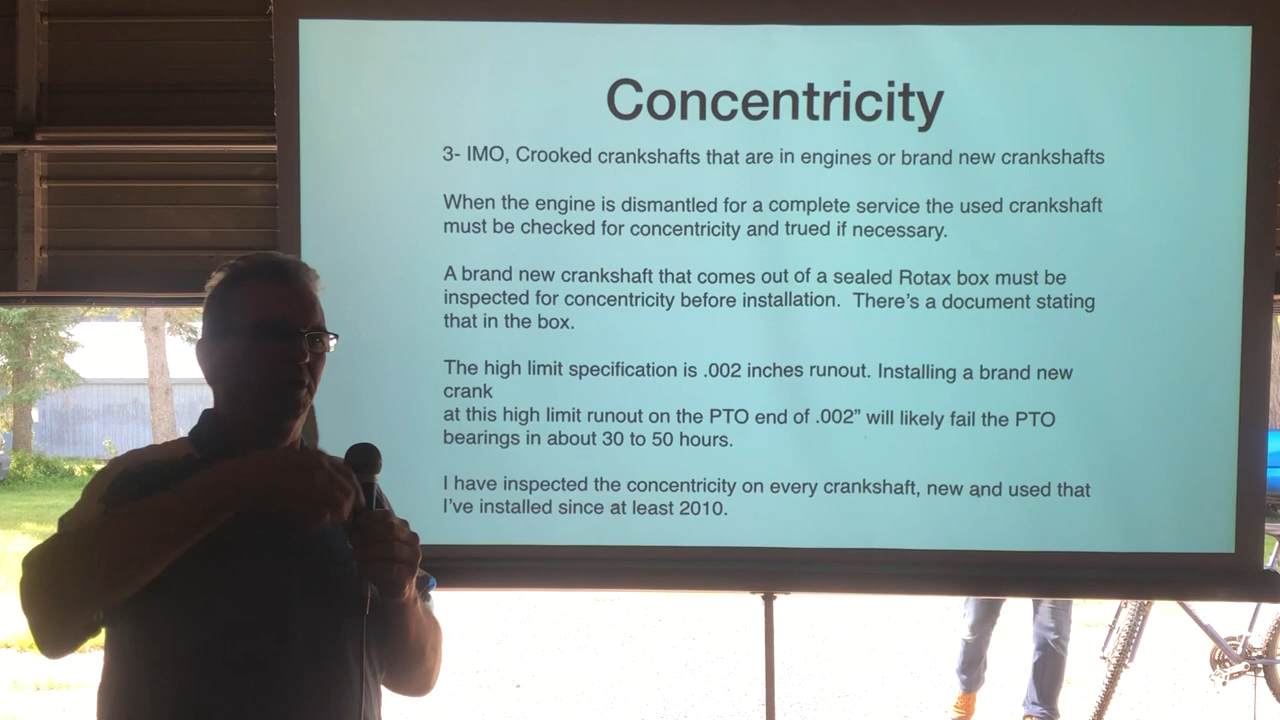 Concentricity
3- IMO, Crooked crankshafts that are in engines or brand new crankshafts
When the engine is dismantled for a complete service the used crankshaft
must be checked for concentricity and trued if necessary.
A brand new crankshaft that comes out of a sealed Rotax box must be
inspected for concentricity before installation.  There's a document stating
that in the box.
The high limit specification is .002 inches runout. Installing a brand new
crank
at this high limit runout on the PTO end of .002” will likely fail the PTO
bearings in about 30 to 50 hours.
I have inspected the concentricity on every crankshaft, new and used that
I've installed since at least 2010.